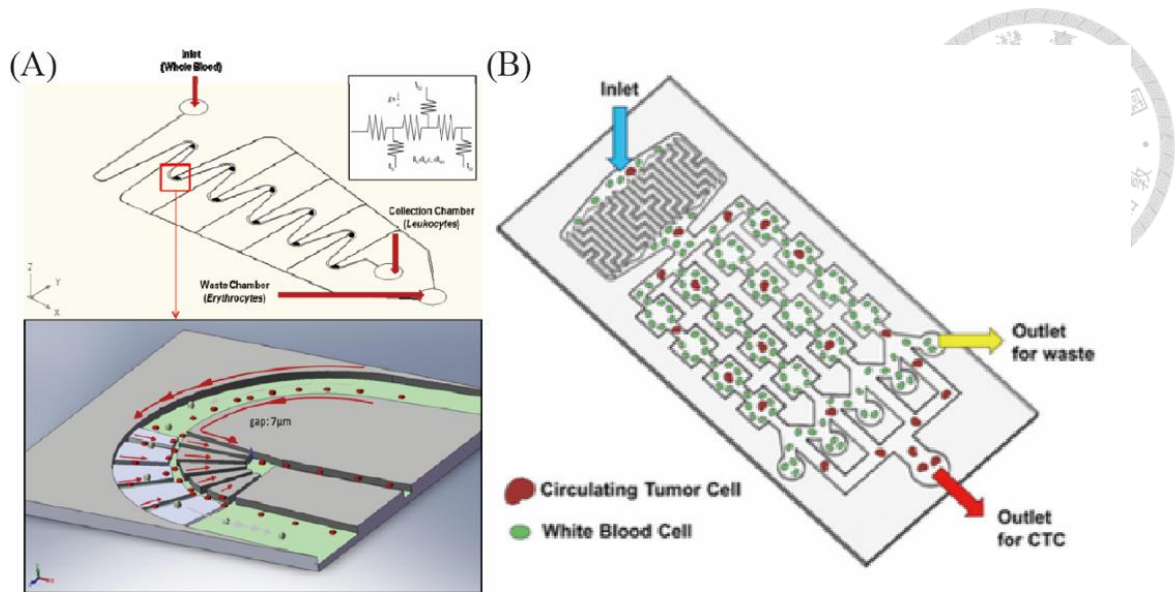 (A)
Inlet
(Whole Blood)
Collection Chamber
(Leukocytes)
Waste Chamber
(Erythrocytes)
Z
Y
X
gap: 7μm
(B)
Inlet
Outlet
for waste
Circulating Tumor Cell
White Blood Cell
Outlet
for CTC